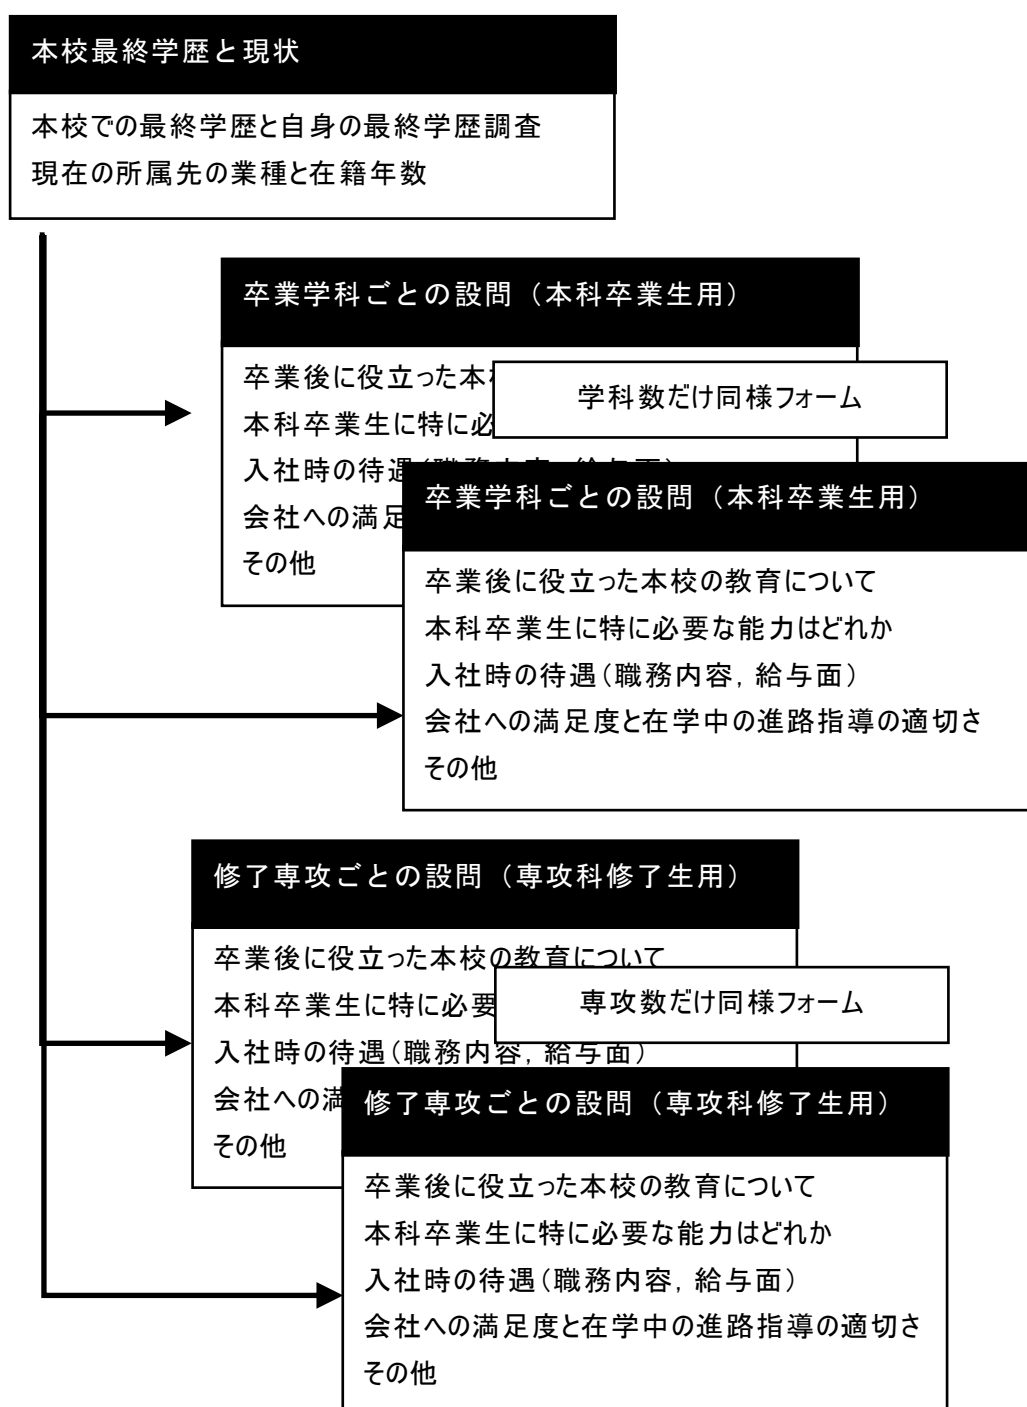 本校最終学歴と現状
本校での最終学歴と自身の最終学歴調査
現在の所属先の業種と在籍年数
卒業学科ごとの設問（本科卒業生用）
卒業後に役立った本
学科数だけ同様フォーム
本科卒業生に特に必
入社時の待遇(職務内容, 給与面)
会社への満足
その他
卒業学科ごとの設問（本科卒業生用）
卒業後に役立った本校の教育について
本科卒業生に特に必要な能力はどれか
入社時の待遇(職務内容, 給与面)
会社への満足度と在学中の進路指導の適切さ
その他
修了専攻ごとの設問（専攻科修了生用）
卒業後に役立った本校の教育について
専攻数だけ同様フォーム
本科卒業生に特に必要
入社時の待遇(職務内容, 給与面)
会社への満
その他
修了専攻ごとの設問（専攻科修了生用）
卒業後に役立った本校の教育について
本科卒業生に特に必要な能力はどれか
入社時の待遇(職務内容, 給与面)
会社への満足度と在学中の進路指導の適切さ
その他